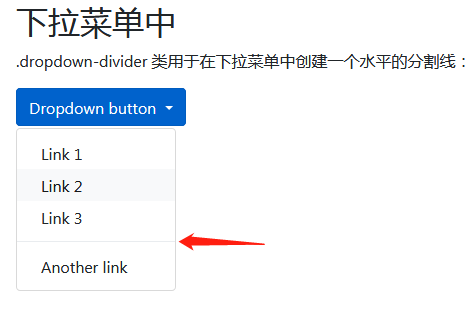 下拉菜单中
.dropdown-divider 类用于在下拉菜单中创建一个水平的分割线：
Dropdown button
Link 1
Link 2
Link 3
Another link